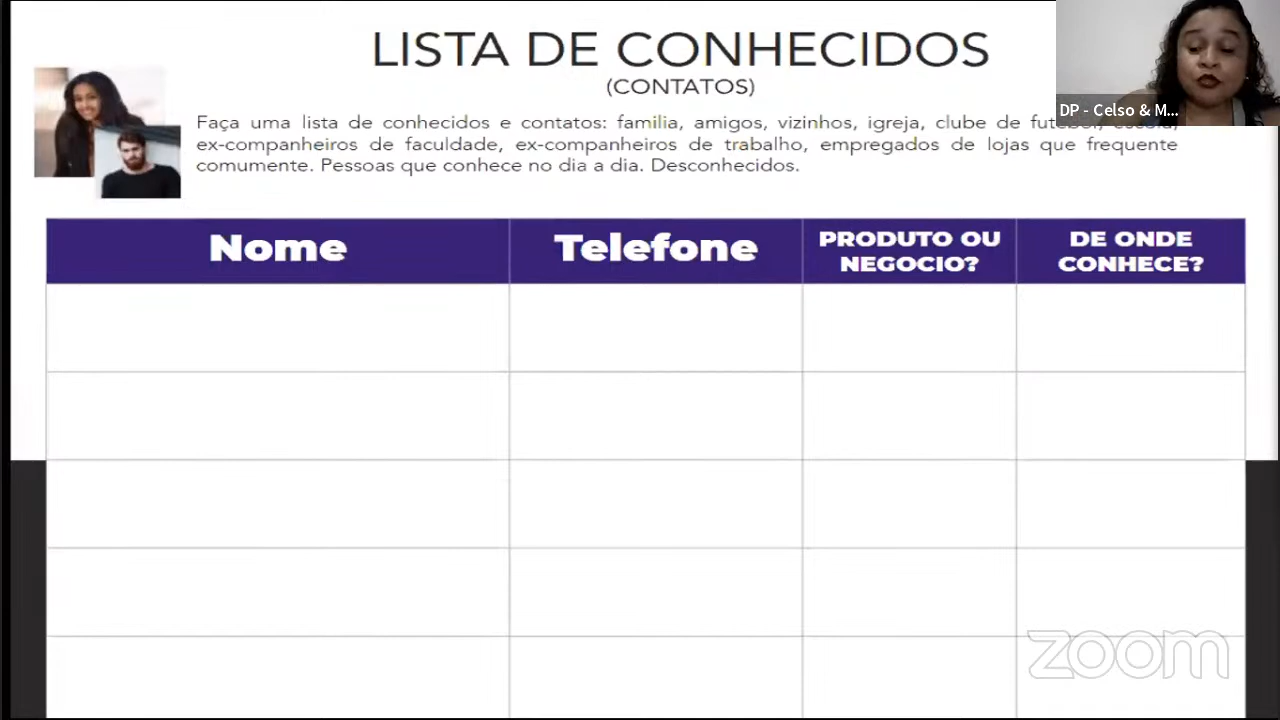 LISTA DE CONHECIDOS
(CONTATOS)
DP - Celso & M...
Faça uma lista de conhecidos e contatos: familia, amigos, vizinhos, igreja, clube de futebol, escola,
ex-companheiros de faculdade, ex-companheiros de trabalho, empregados de lojas que frequente
comumente. Pessoas que conhece no dia a dia. Desconhecidos.
Nome
Telefone
PRODUTO OU
NEGOCIO?
DE ONDE
CONHECE?
zoom